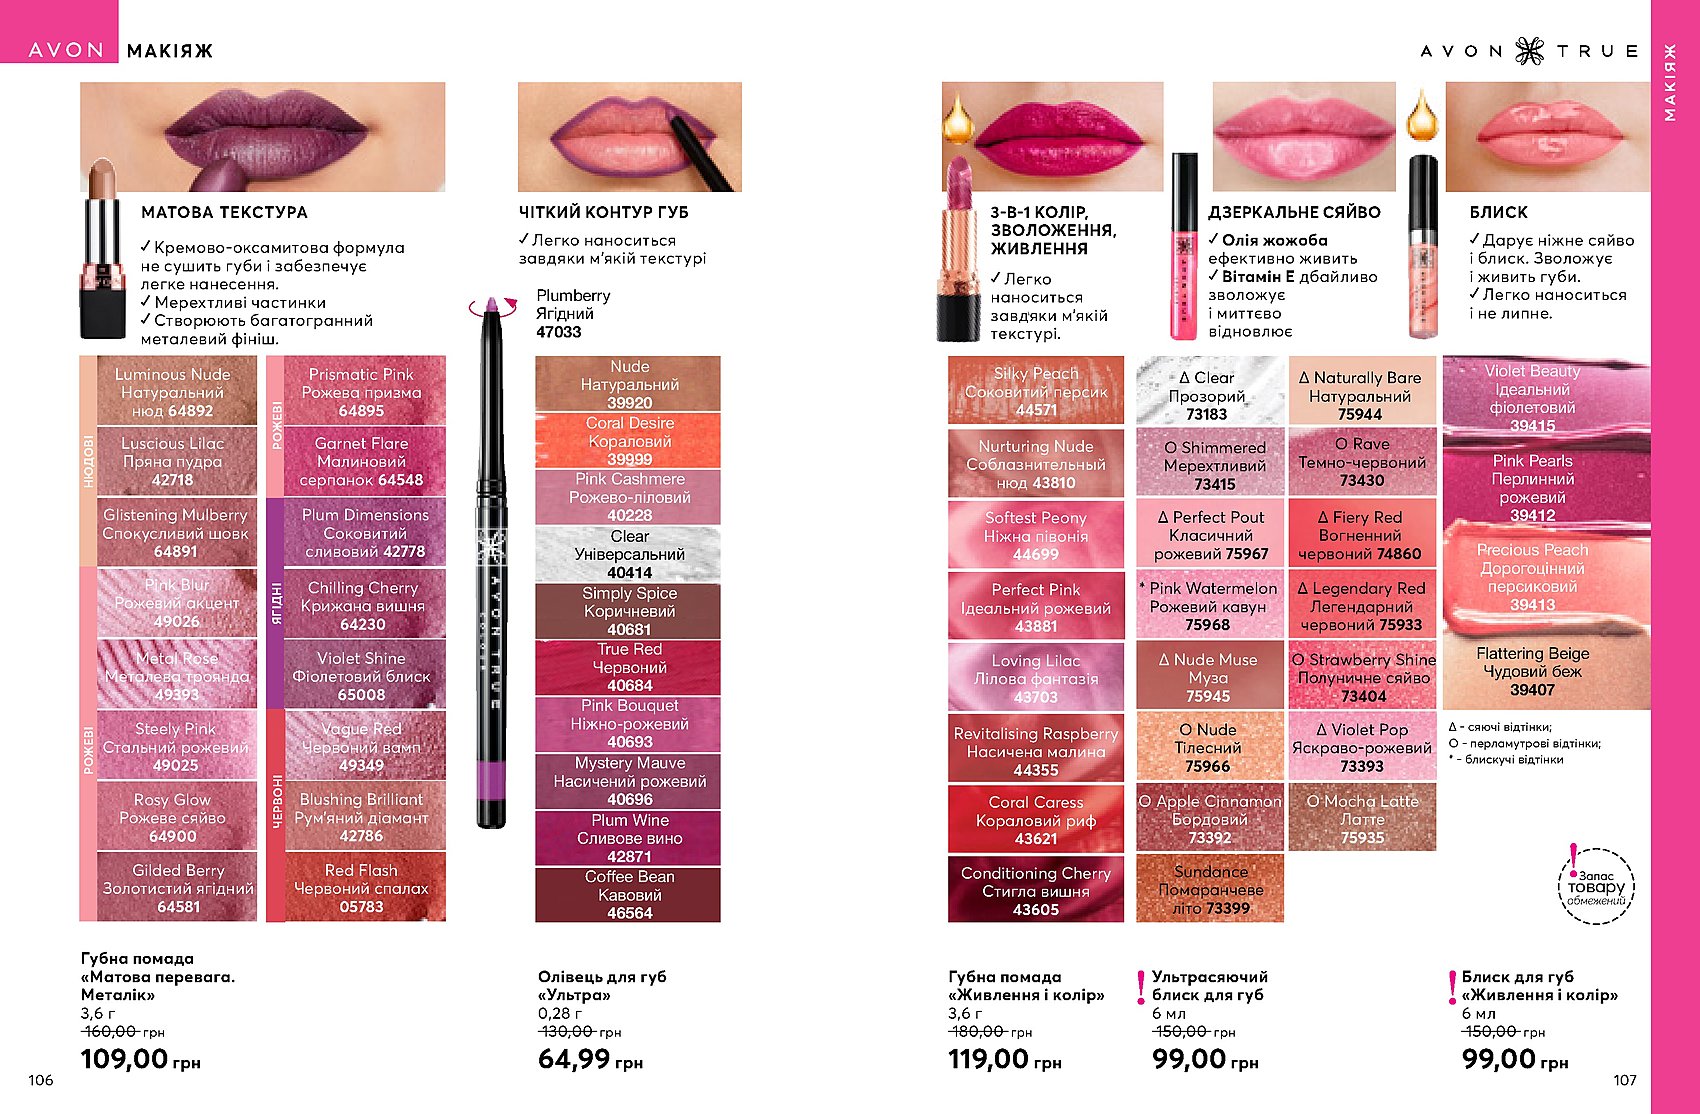 AVON МАКІЯЖ
AVON TRUE
МАКІЯЖ
МАТОВА ТЕКСТУРА
✓ Кремово-оксамитова формула
не сушить губи і забезпечує
легке нанесення.
✓ Мерехтливі частинки
✓ Створюють багатогранний
металевий фініш.
НЮДОВІ
Luminous Nude
Натуральний
нюд 64892
Luscious Lilac
Пряна пудра
42718
Glistening Mulberry
Спокусливий шовк
64891
РОЖЕВІ
Pink Blur
Рожевий акцент
49026
Metal Rose
Металева троянда
49393
Steely Pink
Стальний рожевий
49025
Rosy Glow
Рожеве сяйво
64900
Gilded Berry
Золотистий ягідний
64581
РОЖЕВІ
Prismatic Pink
Рожева призма
64895
Garnet Flare
Малиновий
серпанок 64548
ЯГІДНІ
Plum Dimensions
Соковитий
сливовий 42778
Chilling Cherry
Крижана вишня
64230
Violet Shine
Фіолетовий блиск
65008
ЧЕРВОНІ
Vague Red
Червоний вамп
49349
Blushing Brilliant
Рум'яний діамант
42786
Red Flash
Червоний спалах
05783
Губна помада
«Матова перевага.
Металік»
3,6 г
160,00 грн
109,00 грн
106
ЧІТКИЙ КОНТУР ГУБ
✓ Легко наноситься
завдяки м'якій текстурі
Plumberry
Ягідний
47033
AVON TRUE
Nude
Натуральний
39920
Coral Desire
Кораловий
39999
Pink Cashmere
Рожево-ліловий
40228
Clear
Універсальний
40414
Simply Spice
Коричневий
40681
True Red
Червоний
40684
Pink Bouquet
Ніжно-рожевий
40693
Mystery Mauve
Насичений рожевий
40696
Plum Wine
Сливове вино
42871
Coffee Bean
Кавовий
46564
Олівець для губ
«Ультра»
0,28 г
130,00 грн
64,99 грн
3-В-1 КОЛІР,
ЗВОЛОЖЕННЯ,
ЖИВЛЕННЯ
✓ Легко
наноситься
завдяки м'якій
текстурі.
Silky Peach
Соковитий персик
44571
Nurturing Nude
Соблазнительный
нюд 43810
Softest Peony
Ніжна півонія
44699
Perfect Pink
Ідеальний рожевий
43881
Loving Lilac
Лілова фантазія
43703
Revitalising Raspberry
Насичена малина
44355
Coral Caress
Кораловий риф
43621
Conditioning Cherry
Стигла вишня
43605
Губна помада
«Живлення і колір»
3,6 г
180,00 грн
119,00 грн
ДЗЕРКАЛЬНЕ СЯЙВО
✓ Олія жожоба
ефективно живить
✓ Вітамін Е дбайливо
зволожує
і миттєво
відновлює
Δ Clear
Прозорий
73183
О Shimmered
Мерехтливий
73415
Δ Perfect Pout
Класичний
рожевий 75967
* Pink Watermelon
Рожевий кавун
75968
Δ Nude Muse
Муза
75945
О Nude
Тілесний
75966
О Apple Cinnamon
Бордовий
73392
Sundance
Помаранчеве
літо 73399
Δ Naturally Bare
Натуральний
75944
О Rave
Темно-червоний
73430
Δ Fiery Red
Вогненний
червоний 74860
Δ Legendary Red
Легендарний
червоний 75933
О Strawberry Shine
Полуничне сяйво
73404
Δ Violet Pop
Яскраво-рожевий
73393
О Mocha Latte
Латте
75935
! Ультрасяючий
блиск для губ
6 мл
150,00 грн
99,00 грн
БЛИСК
✓ Дарує ніжне сяйво
і блиск. Зволожує
і живить губи.
✓ Легко наноситься
і не липне.
Violet Beauty
Ідеальний
фіолетовий
39415
Pink Pearls
Перлинний
рожевий
39412
Precious Peach
Дорогоцінний
персиковий
39413
Flattering Beige
Чудовий беж
39407
Δ - сяючі відтінки;
О - перламутрові відтінки;
* - блискучі відтінки
! Запас
товару
обмежений
! Блиск для губ
«Живлення і колір»
6 мл
150,00 грн
99,00 грн
107